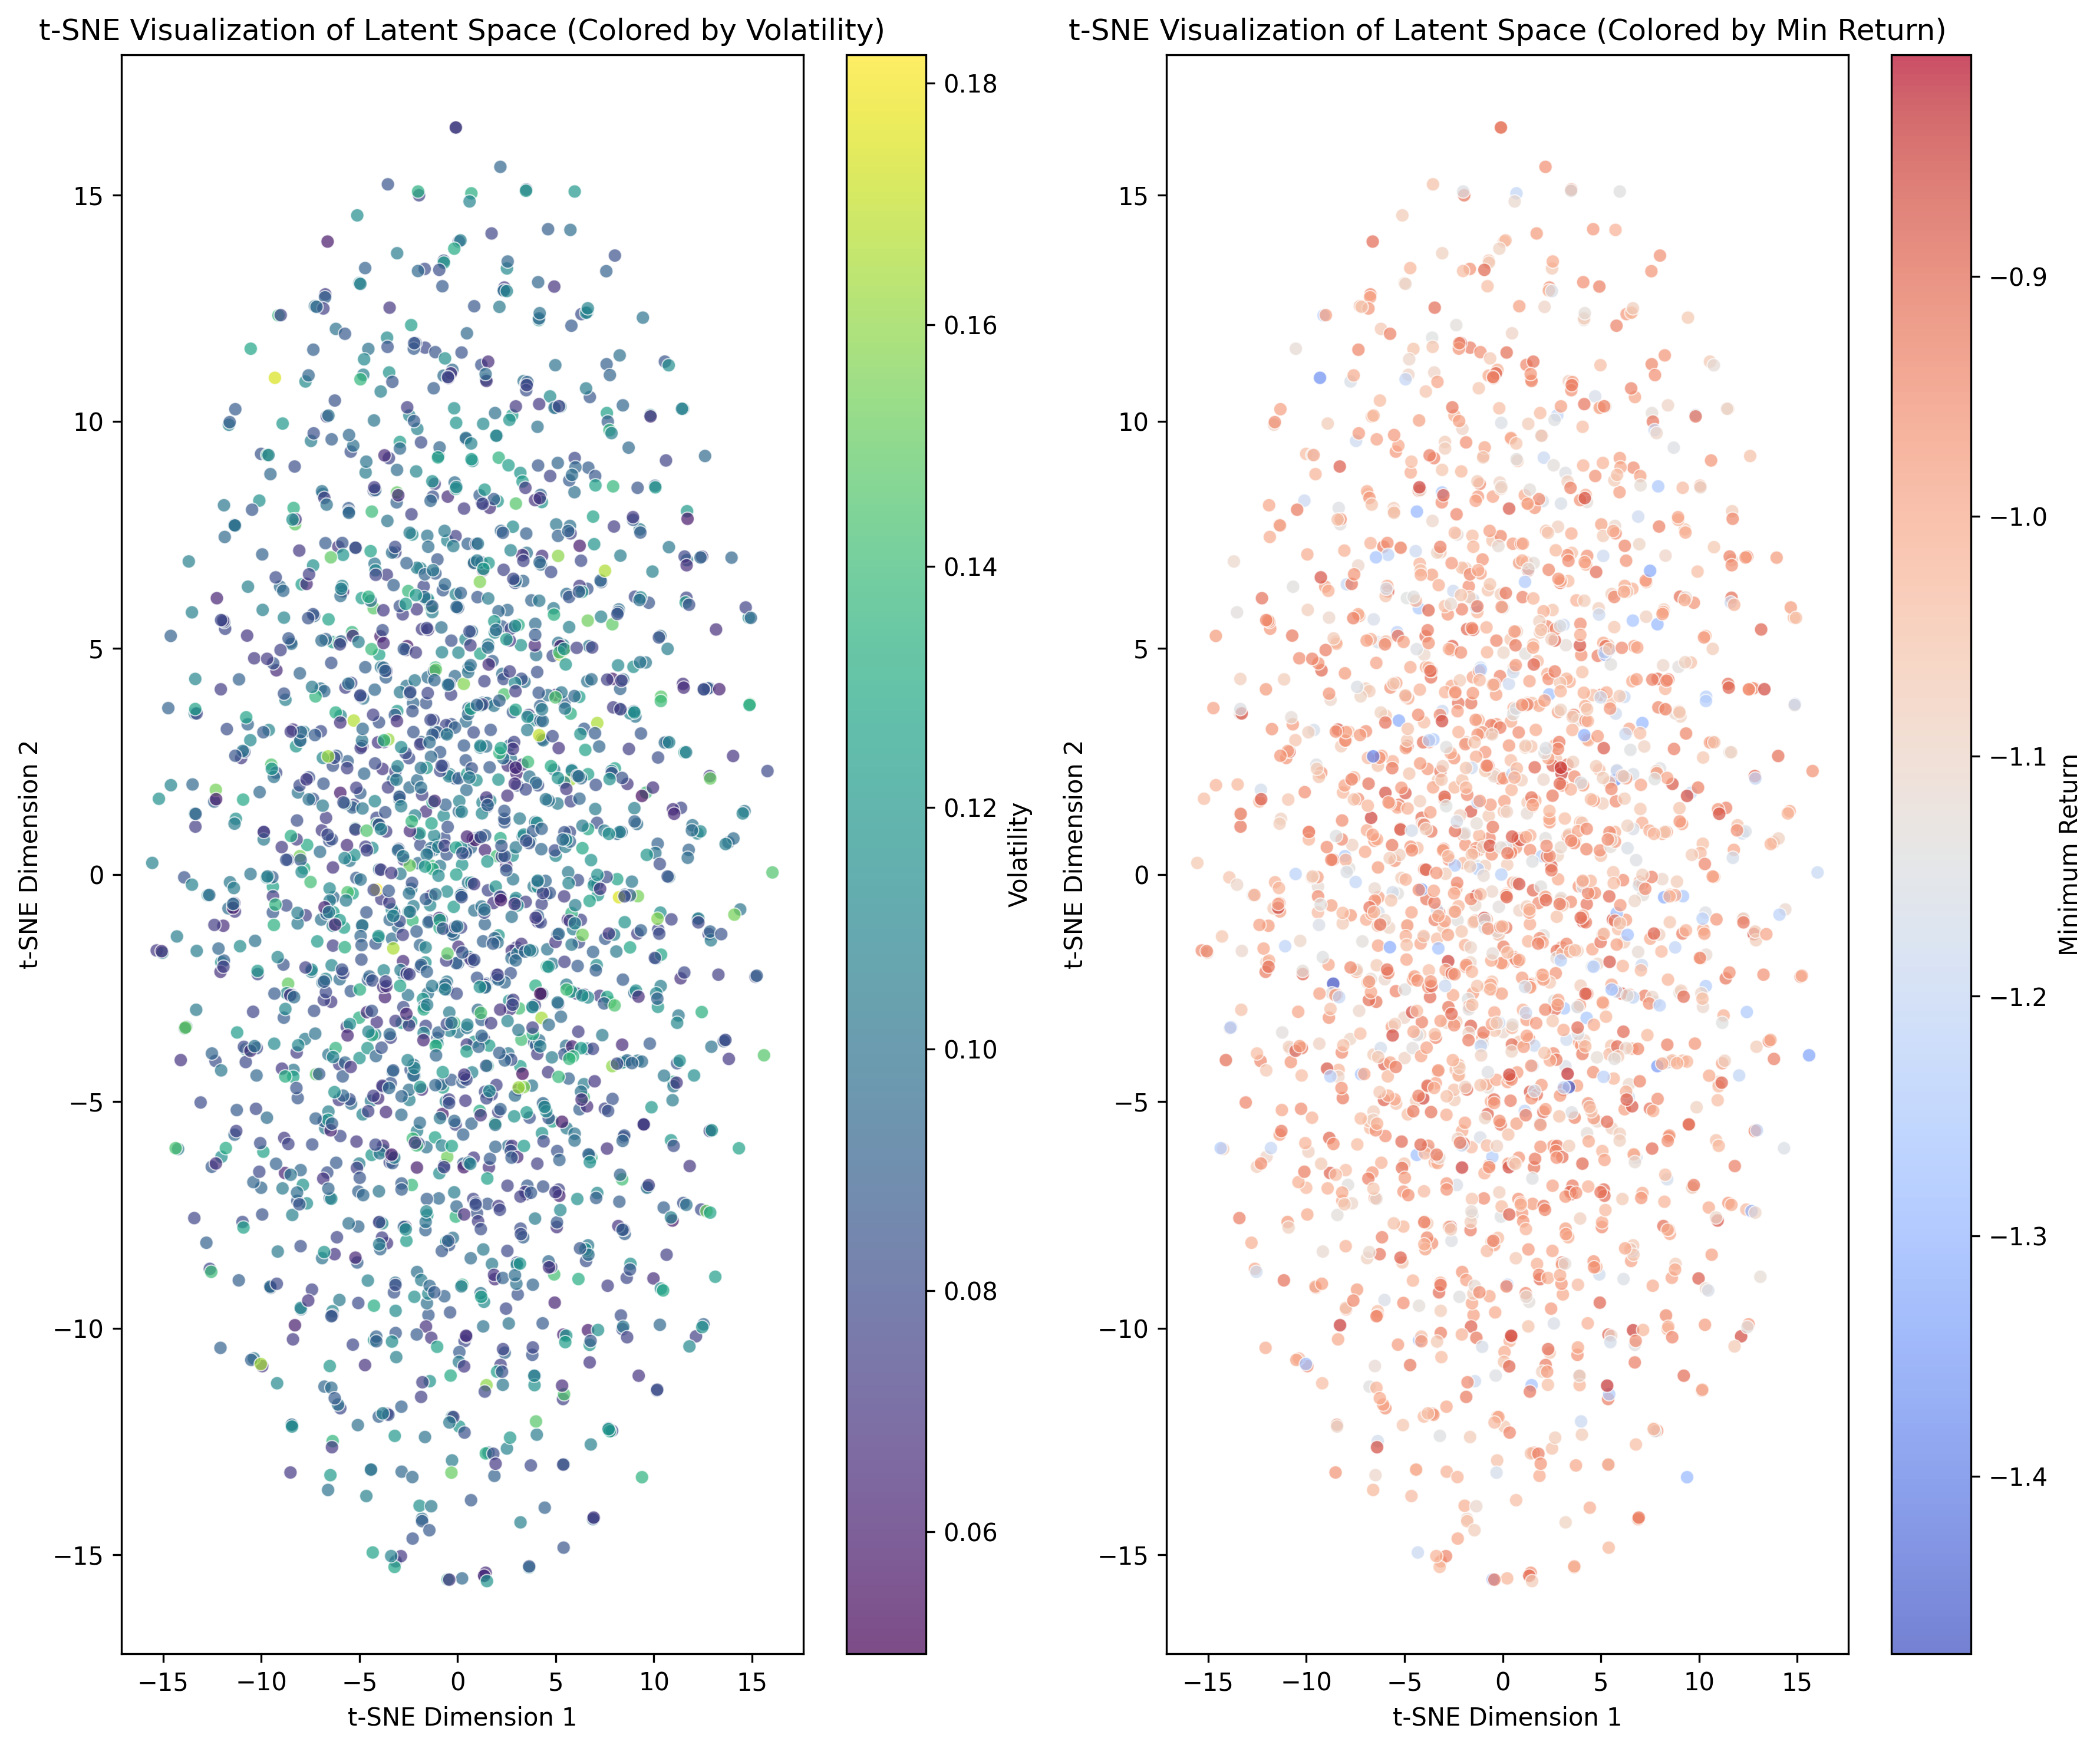 t-SNE Visualization of Latent Space (Colored by Volatility)
15
10
5
0
−5
−10
−15
t-SNE Dimension 2
−15 −10 −5 0 5 10 15
t-SNE Dimension 1
0.18
0.16
0.14
0.12
0.10
0.08
0.06
Volatility
t-SNE Visualization of Latent Space (Colored by Min Return)
15
10
5
0
−5
−10
−15
t-SNE Dimension 2
−15 −10 −5 0 5 10 15
t-SNE Dimension 1
−0.9
−1.0
−1.1
−1.2
−1.3
−1.4
Minimum Return